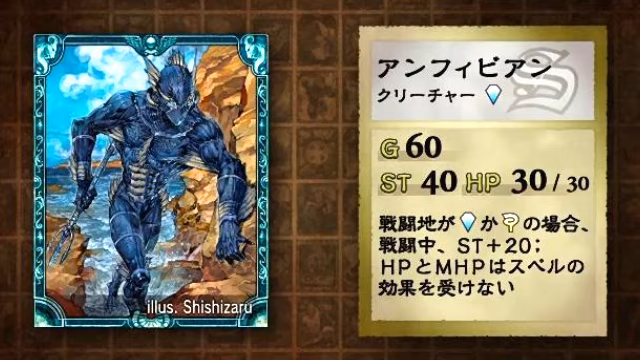 illus. Shishizaru
アンフィビアン
クリーチャー
G 60
ST 40 HP 30 / 30
戦闘地がか?の場合、
戦闘中、ST+20;
HPとMHPはスペルの
効果を受けない